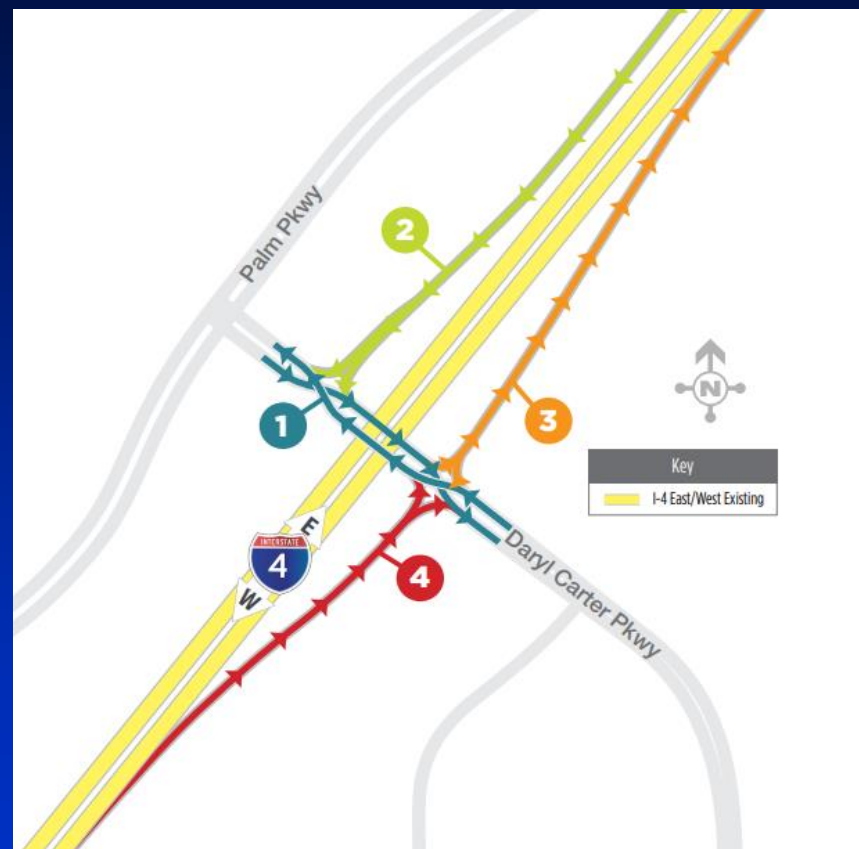 Palm Pkwy
2
1
3
N
Key
I-4 East/West Existing
E
INTERSTATE
4
W
4
Daryl Carter Pkwy